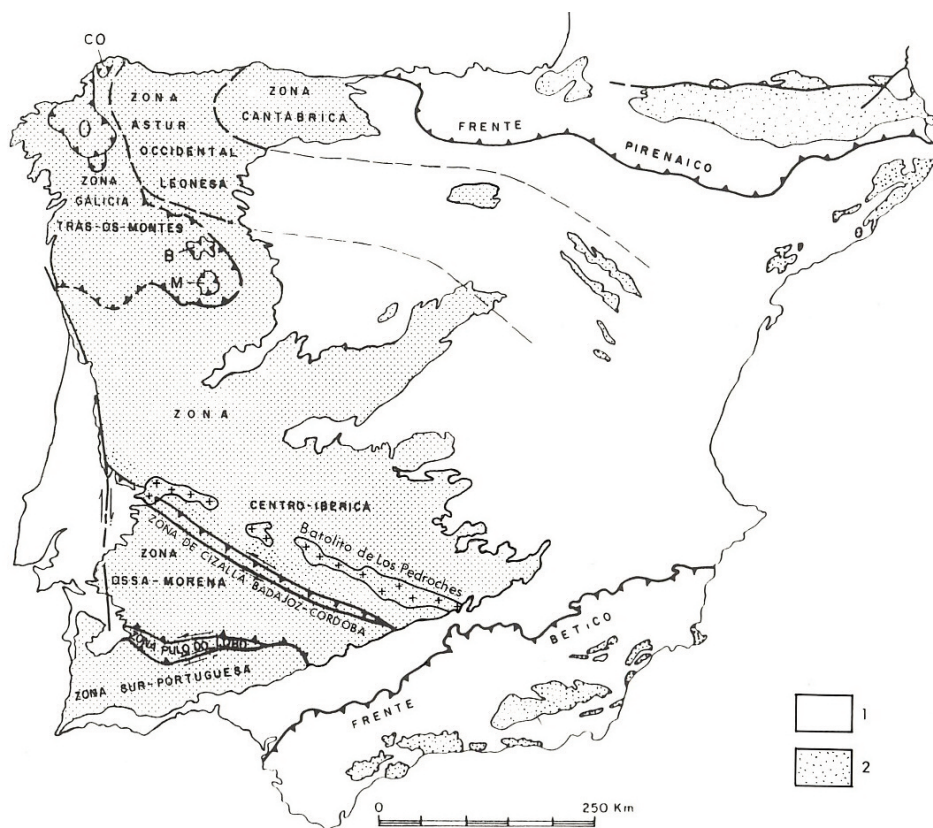 CO
ZONA
ASTUR
OCCIDENTAL
LEONESA
ZONA
CANTABRICA
FRENTE
PIRENAICO
O
ZONA
GALICIA
TRAS-OS-MONTES
B
M
ZONA
CENTRO-IBERICA
Batolito de Los Pedroches
ZONA DE CIZALLA BADAJOZ-CORDOBA
ZONA
OSSA-MORENA
ZONA PULO DO LOBO
ZONA SUR-PORTUGUESA
FRENTE
BETICO
1
2
0
250 Km